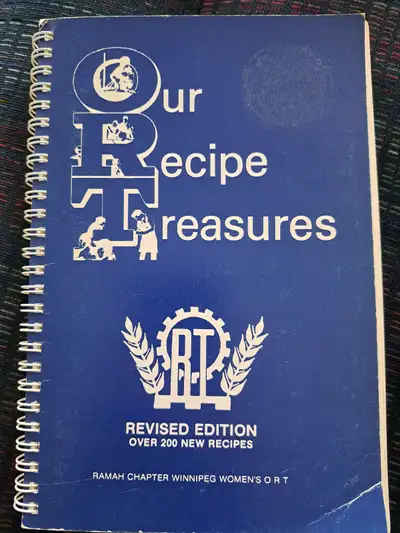 Our
Recipe
Treasures
ORT
REVISED EDITION
OVER 200 NEW RECIPES
RAMAH CHAPTER WINNIPEG WOMEN'S O R T